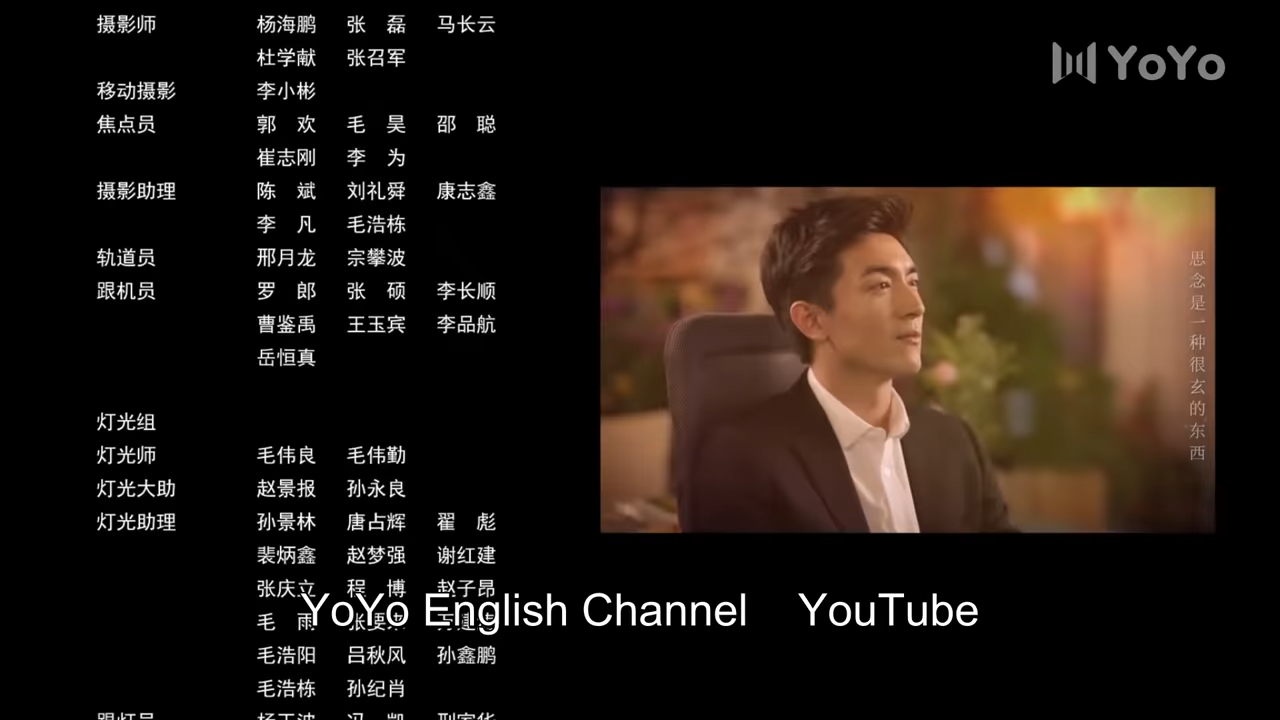 摄影师 杨海鹏 张 磊 马长云
杜学献 张召军
移动摄影 李小彬
焦点员 郭 欢 毛 昊 邵 聪
崔志刚 李 为
摄影助理 陈 斌 刘礼舜 康志鑫
李 凡 毛浩栋
轨道员 邢月龙 宗攀波
跟机员 罗 郎 张 硕 李长顺
曹鉴禹 王玉宾 李品航
岳恒真
灯光组
灯光师 毛伟良 毛伟勤
灯光大助 赵景报 孙永良
灯光助理 孙景林 唐占辉 翟 彪
裴炳鑫 赵梦强 谢红建
张庆立 程 博 赵子昂
毛 雨
毛浩阳 吕秋风 孙鑫鹏
毛浩栋 孙纪肖
YoYo
思念是一种很玄的东西
YoYo English Channel YouTube